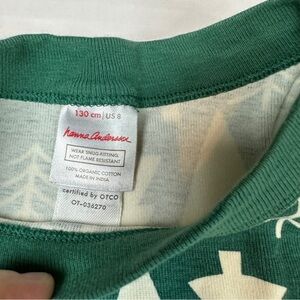 130 cm | US 8
hanna andersson
WEAR SNUG-FITTING,
NOT FLAME RESISTANT
100% ORGANIC COTTON
MADE IN INDIA
certified by OTCO
OT-036270